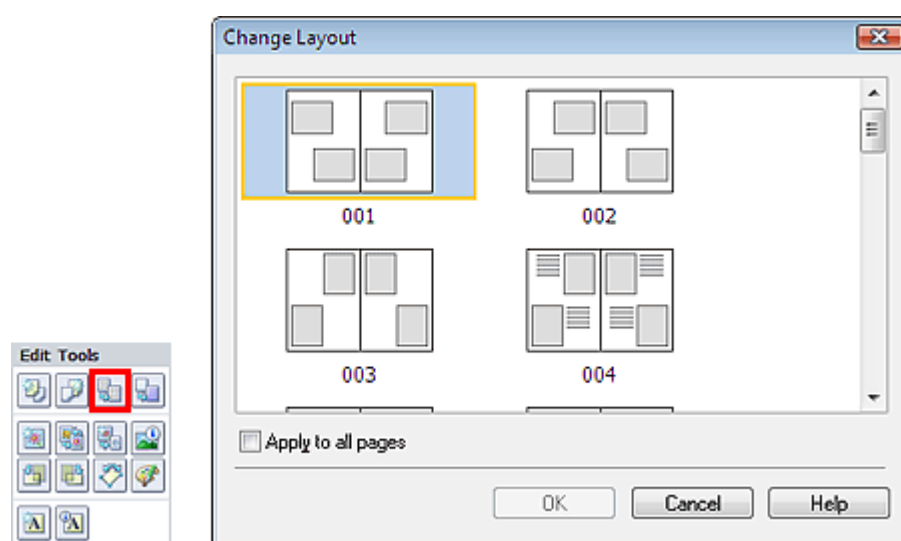 Change Layout
001
002
003
004
Edit Tools
Apply to all pages
OK
Cancel
Help
A
A